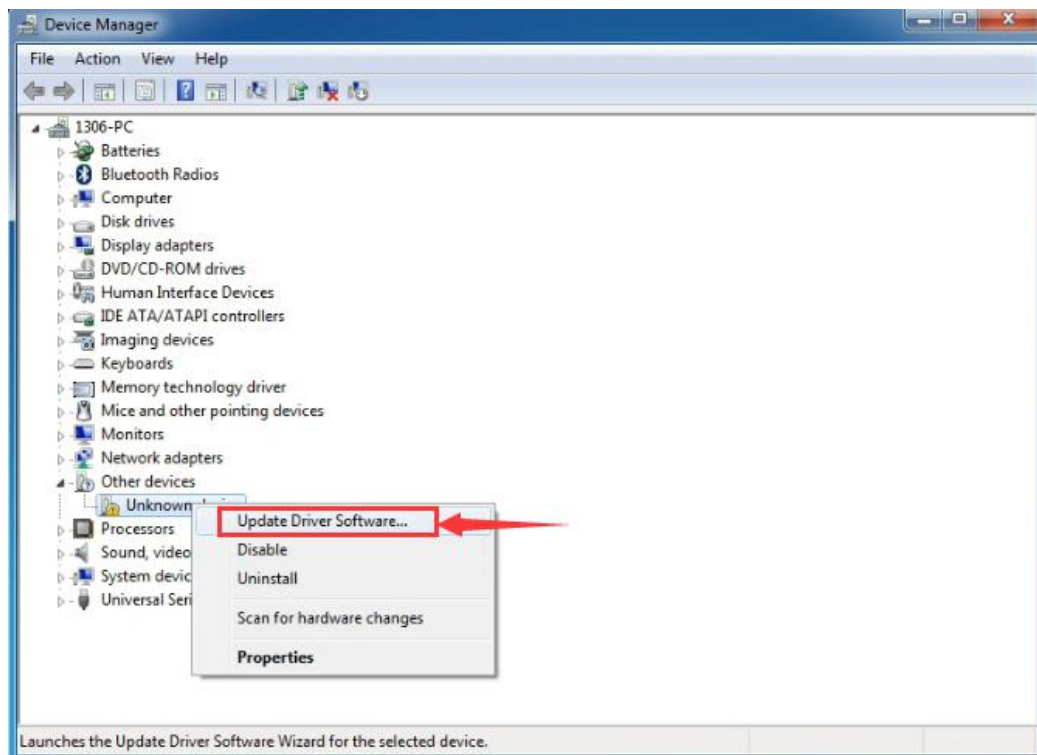 Device Manager
File Action View Help
1306-PC
Batteries
Bluetooth Radios
Computer
Disk drives
Display adapters
DVD/CD-ROM drives
Human Interface Devices
IDE ATA/ATAPI controllers
Imaging devices
Keyboards
Memory technology driver
Mice and other pointing devices
Monitors
Network adapters
Other devices
Unknown
Processors
Sound, video
System devic
Universal Seri
Update Driver Software...
Disable
Uninstall
Scan for hardware changes
Properties
Launches the Update Driver Software Wizard for the selected device.